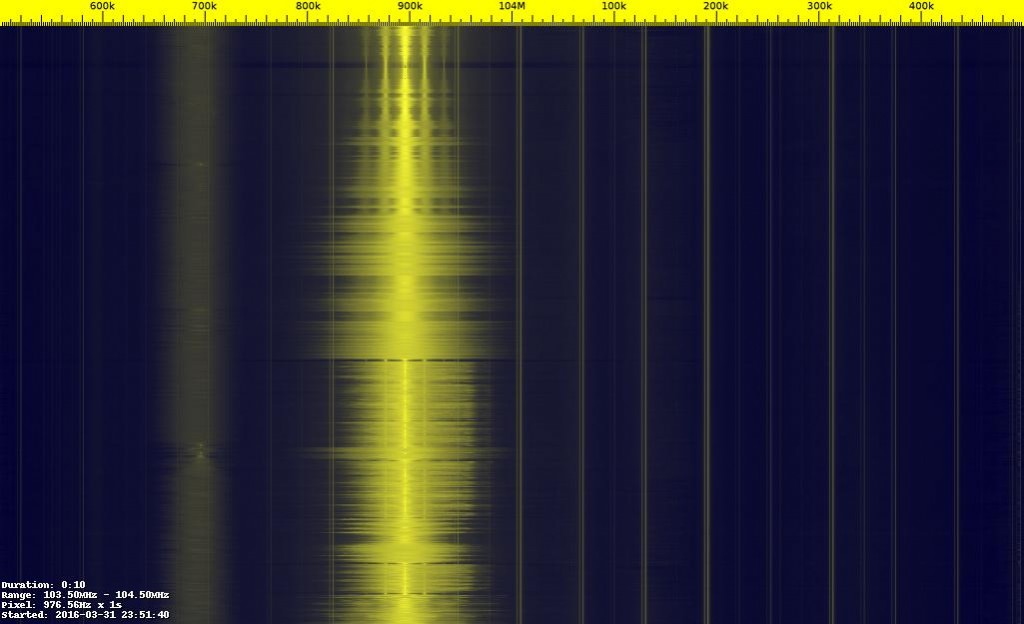 600k 700k 800k 900k 104M 100k 200k 300k 400k
Duration: 0:10
Range: 103.50MHz - 104.50MHz
Pixel: 976.56Hz x 1s
Started: 2016-03-31 23:51:40